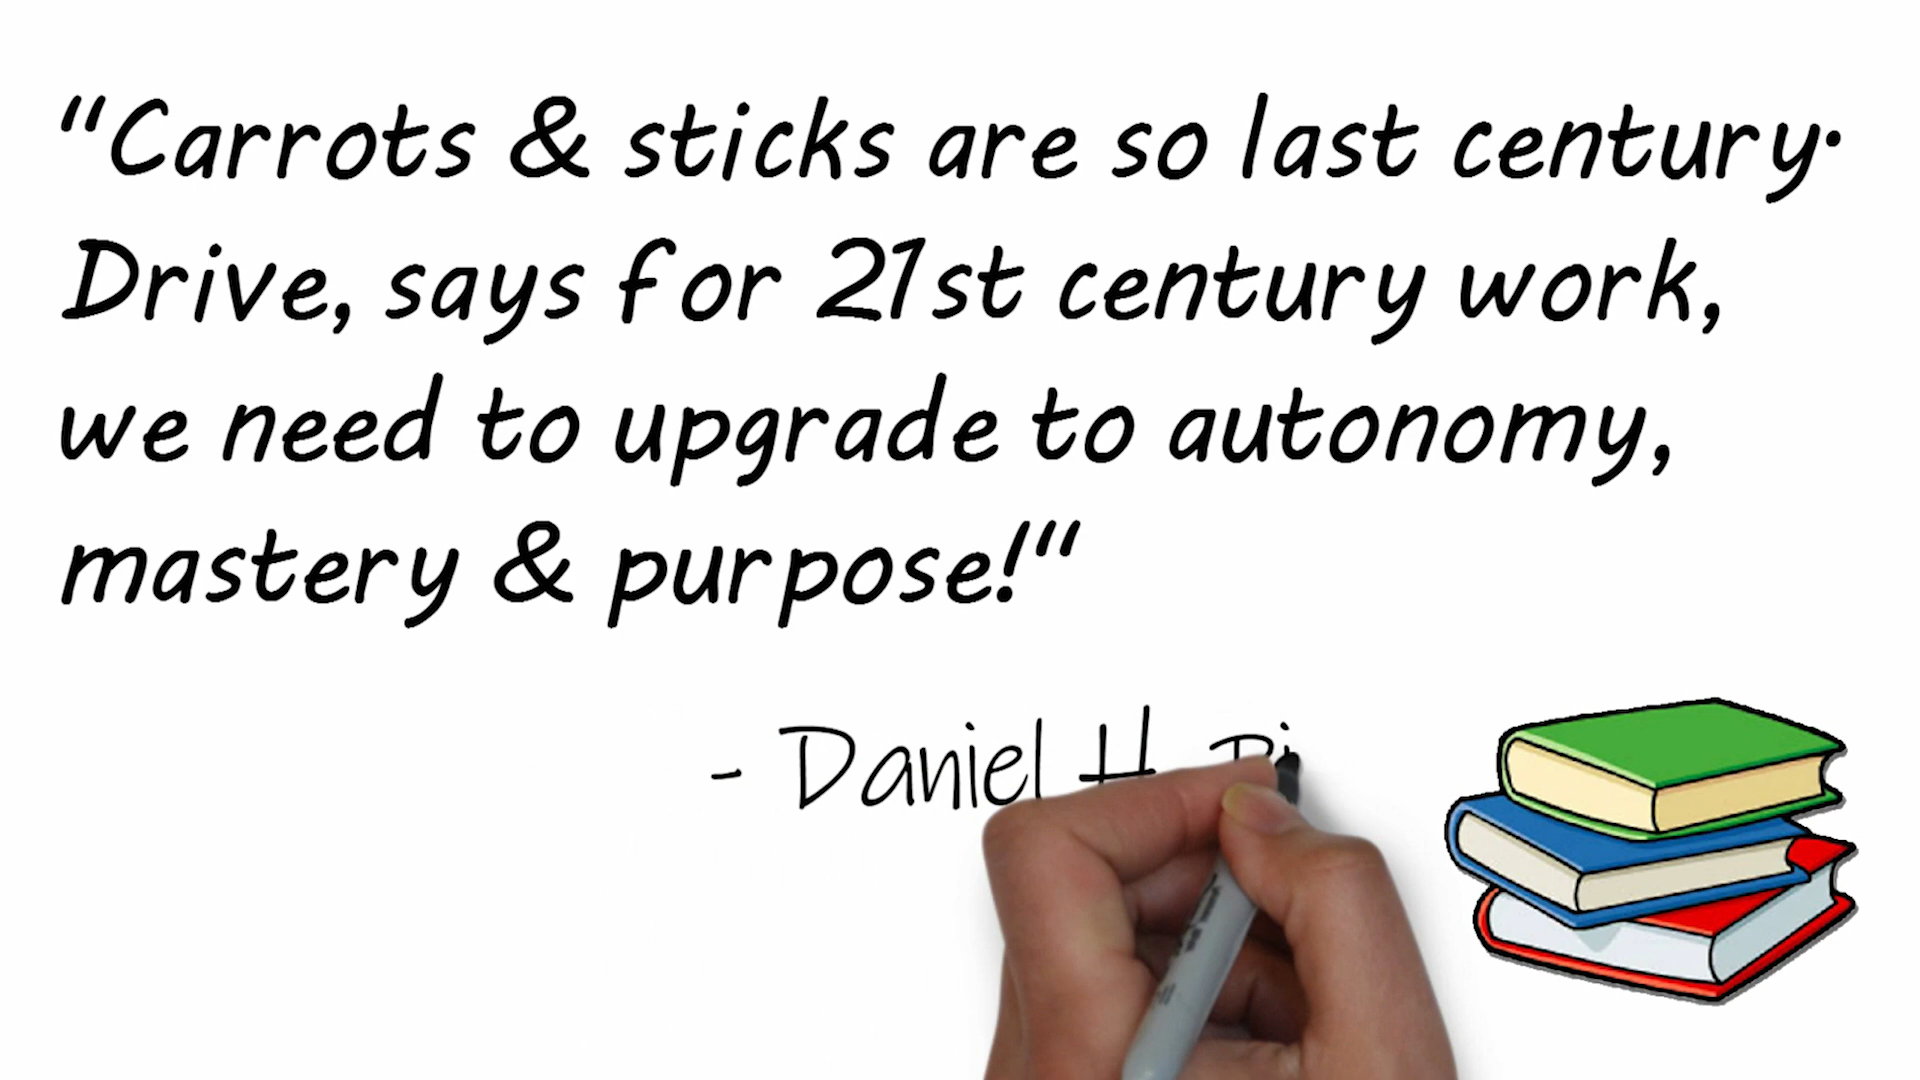 “Carrots & sticks are so last century.
Drive, says for 21st century work,
we need to upgrade to autonomy,
mastery & purpose!“
- Daniel H. Pi